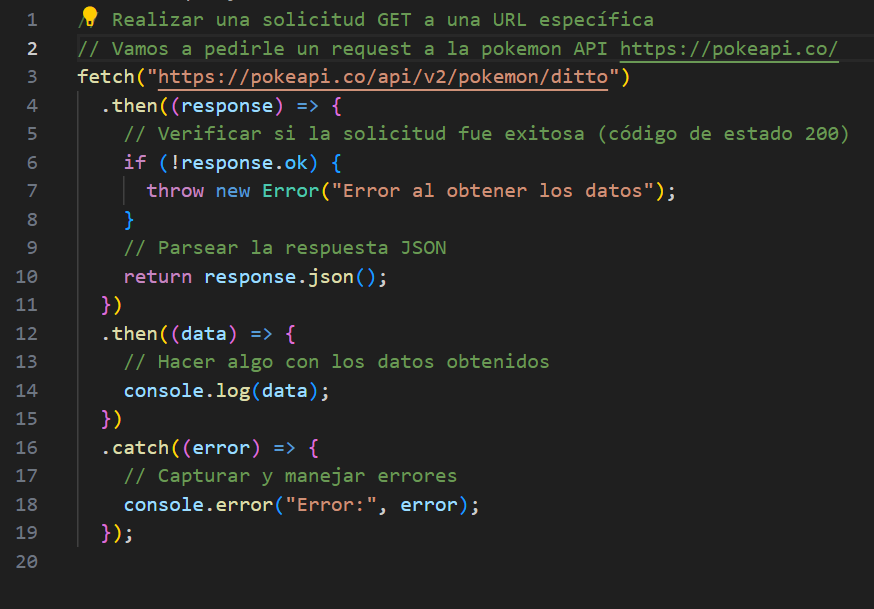 1 // Realizar una solicitud GET a una URL específica
2 // Vamos a pedirle un request a la pokemon API https://pokeapi.co/
3 fetch("https://pokeapi.co/api/v2/pokemon/ditto")
4   .then((response) => {
5     // Verificar si la solicitud fue exitosa (código de estado 200)
6     if (!response.ok) {
7       throw new Error("Error al obtener los datos");
8     }
9     // Parsear la respuesta JSON
10     return response.json();
11   })
12   .then((data) => {
13     // Hacer algo con los datos obtenidos
14     console.log(data);
15   })
16   .catch((error) => {
17     // Capturar y manejar errores
18     console.error("Error:", error);
19   });
20